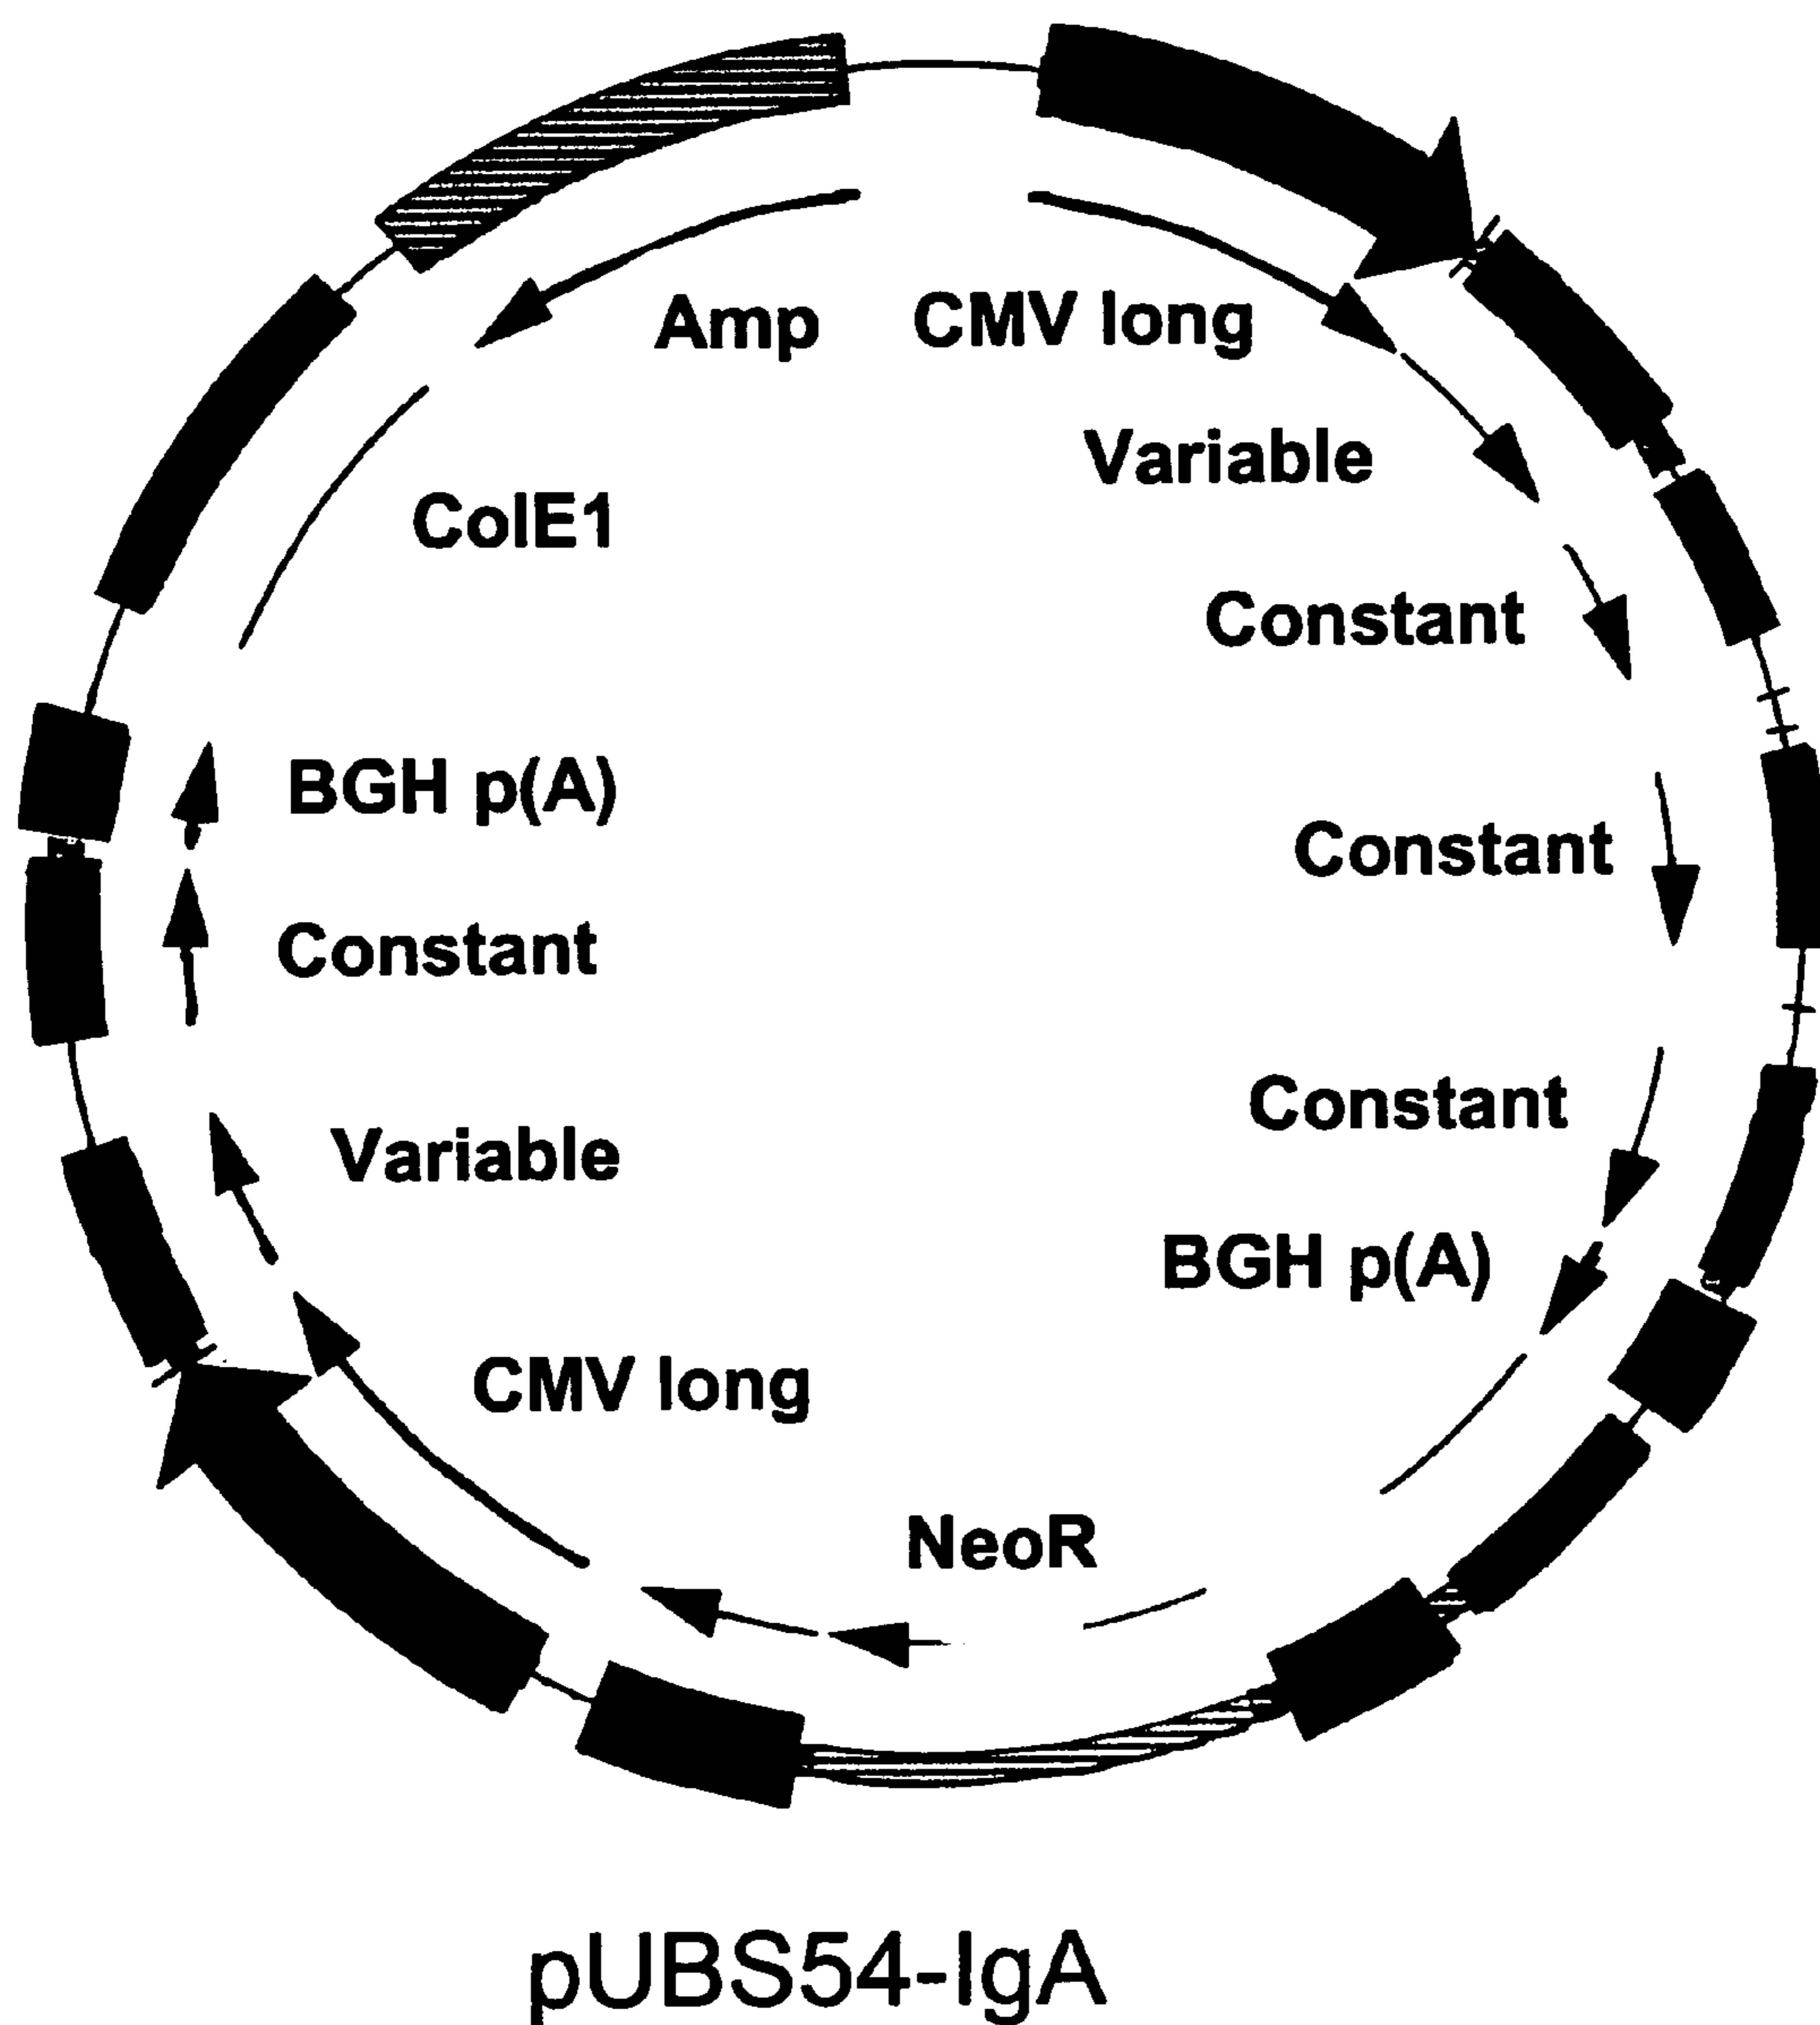 Amp
CMV long
Variable
ColE1
Constant
BGH p(A)
Constant
Constant
Constant
Variable
BGH p(A)
CMV long
NeoR
pUBS54-IgA